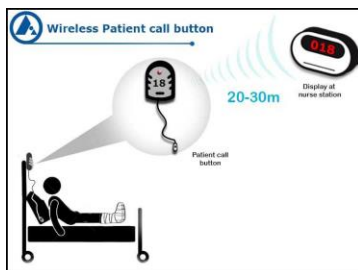 Wireless Patient call button
018
18
20-30m
Display at
nurse station
Patient call
button